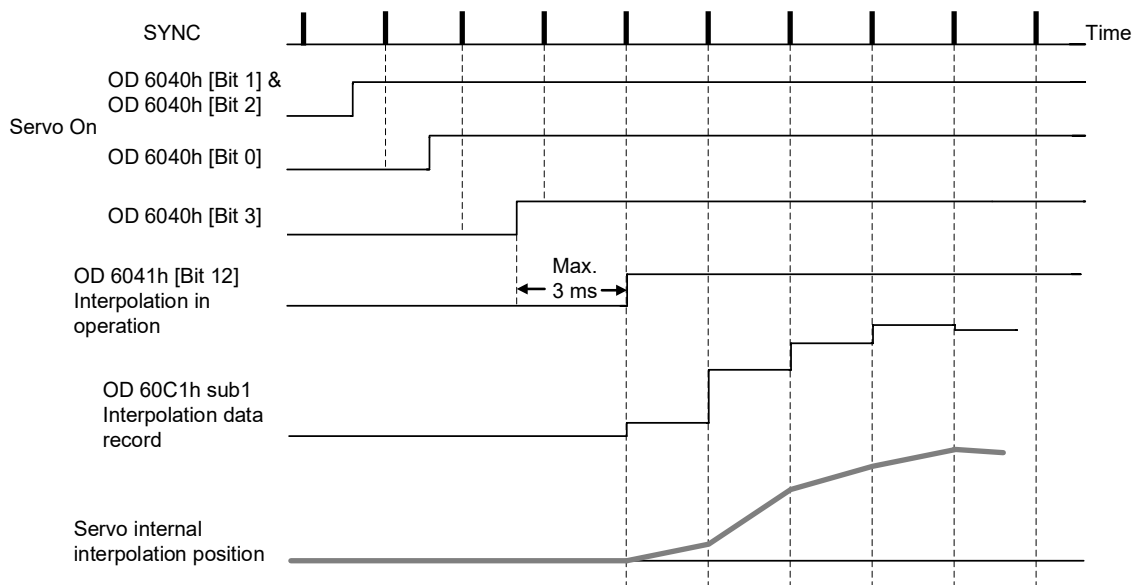 SYNC
Time
OD 6040h [Bit 1] &
OD 6040h [Bit 2]
Servo On
OD 6040h [Bit 0]
OD 6040h [Bit 3]
OD 6041h [Bit 12]
Interpolation in
operation
Max.
3 ms
OD 60C1h sub1
Interpolation data
record
Servo internal
interpolation position